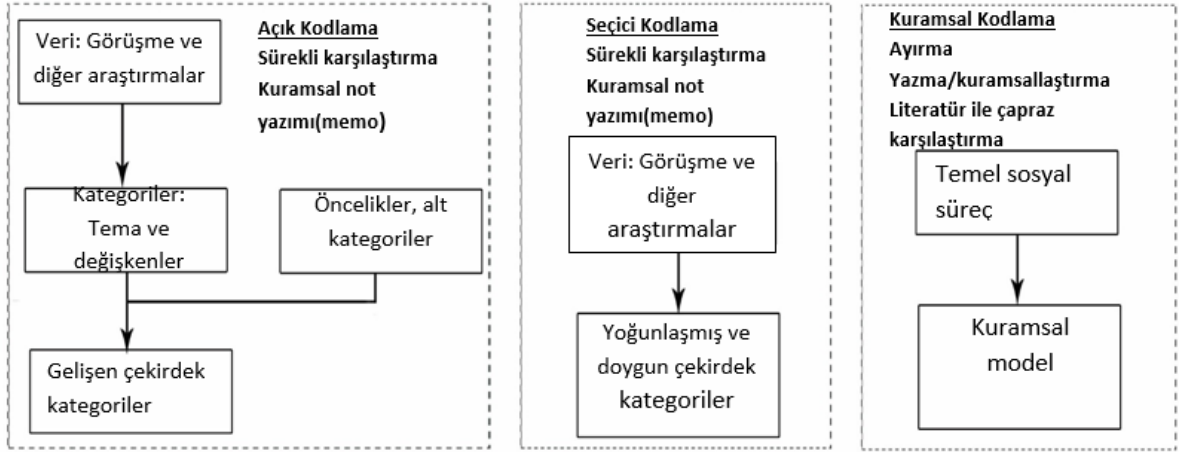 Veri: Görüşme ve
diğer araştırmalar
Açık Kodlama
Sürekli karşılaştırma
Kuramsal not
yazımı(memo)
Kategoriler:
Tema ve
değişkenler
Öncelikler, alt
kategoriler
Gelişen çekirdek
kategoriler
Seçici Kodlama
Sürekli karşılaştırma
Kuramsal not
yazımı(memo)
Veri: Görüşme ve
diğer
araştırmalar
Yoğunlaşmış ve
doygun çekirdek
kategoriler
Kuramsal Kodlama
Ayırma
Yazma/kuramsallaştırma
Literatür ile çapraz
karşılaştırma
Temel sosyal
süreç
Kuramsal
model